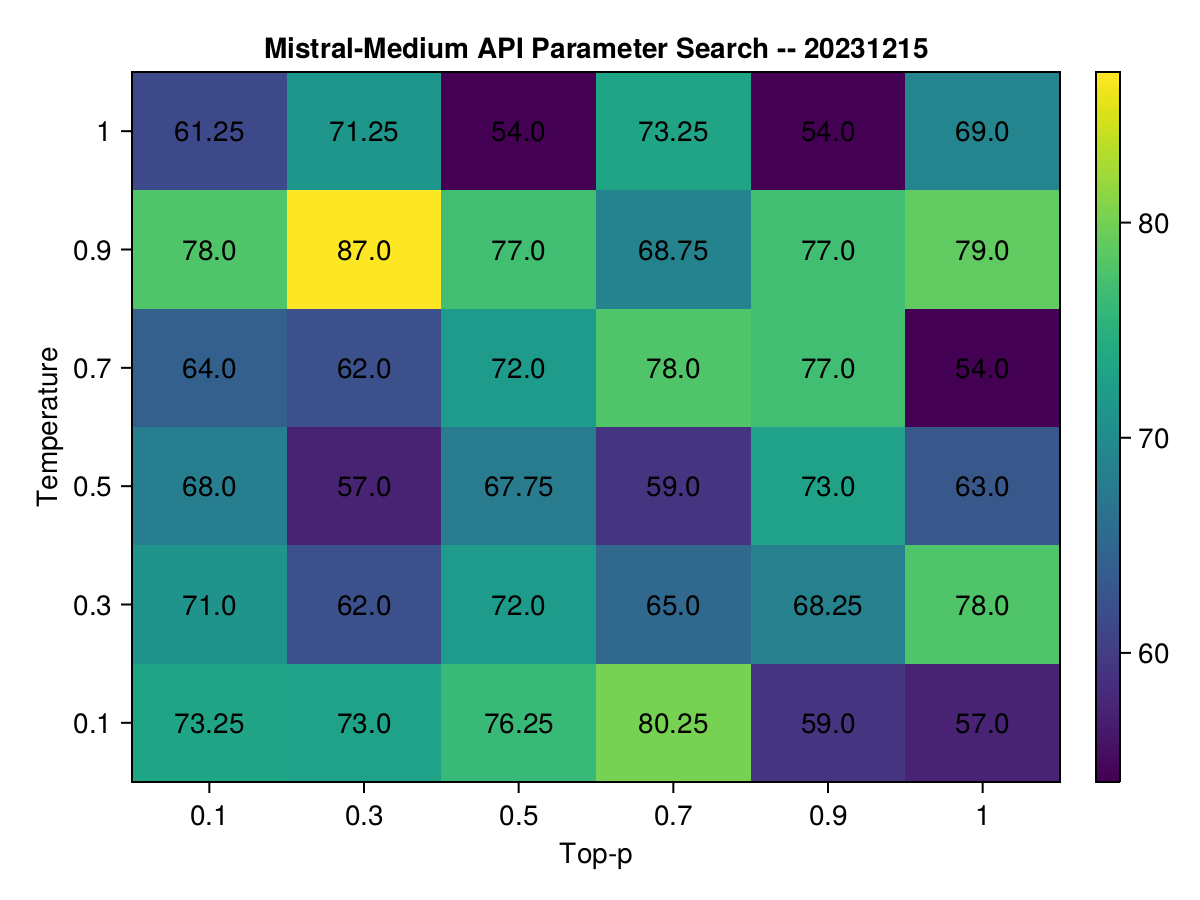 Mistral-Medium API Parameter Search -- 20231215
1 61.25 71.25 54.0 73.25 54.0 69.0
0.9 78.0 87.0 77.0 68.75 77.0 79.0 80
0.7 64.0 62.0 72.0 78.0 77.0 54.0
Temperature
0.5 68.0 57.0 67.75 59.0 73.0 63.0 70
0.3 71.0 62.0 72.0 65.0 68.25 78.0 60
0.1 73.25 73.0 76.25 80.25 59.0 57.0
0.1 0.3 0.5 0.7 0.9 1
Top-p